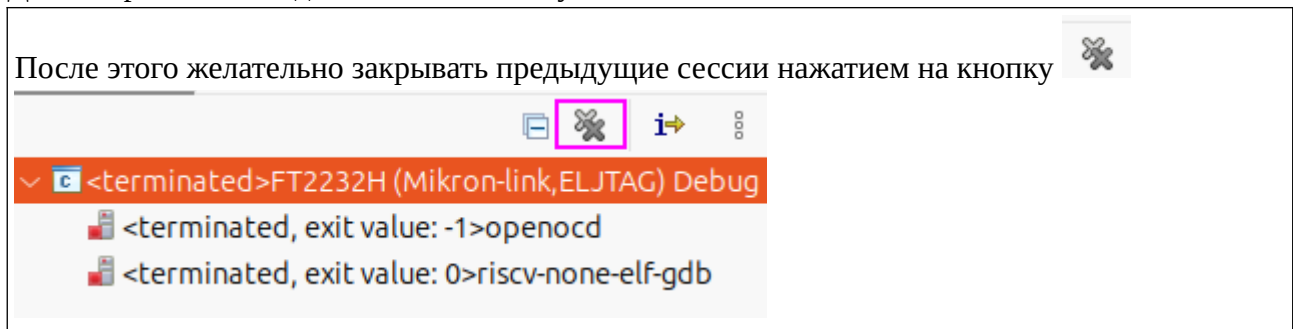 После этого желательно закрывать предыдущие сессии нажатием на кнопку
<terminated>FT2232H (Mikron-link,ELJTAG) Debug
<terminated, exit value: -1>openocd
<terminated, exit value: 0>riscv-none-elf-gdb